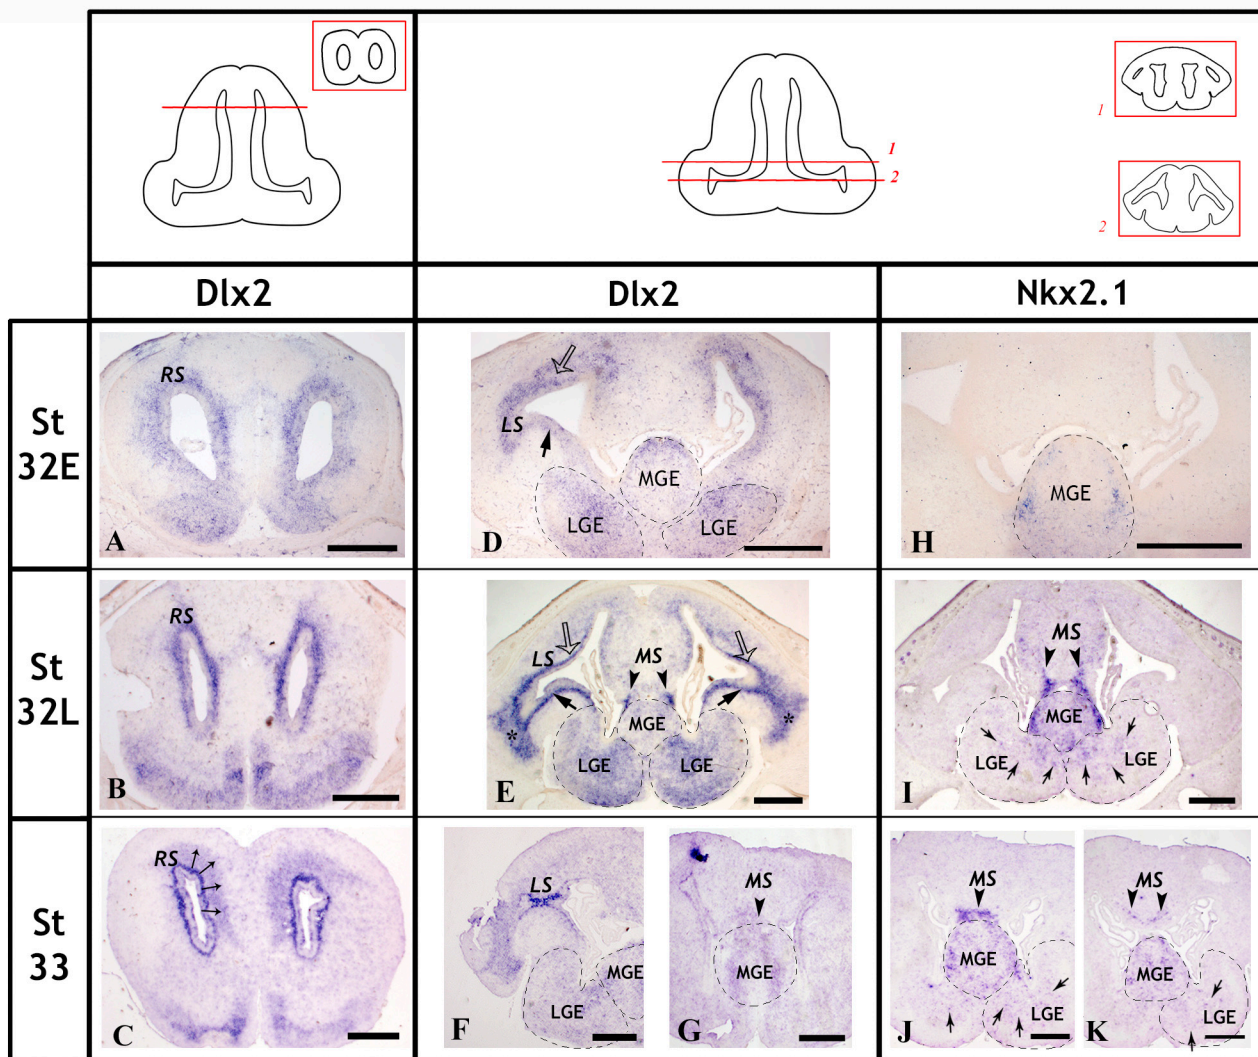 1
2
1
2
Dlx2
Dlx2
Nkx2.1
St
32E
RS
A
LS
MGE
LGE
LGE
D
MGE
H
St
32L
RS
B
LS
MS
*
*
MGE
LGE
LGE
E
MS
MGE
LGE
LGE
I
St
33
RS
C
LS
MGE
LGE
F
MS
MGE
G
MS
MGE
LGE
J
MS
MGE
LGE
K